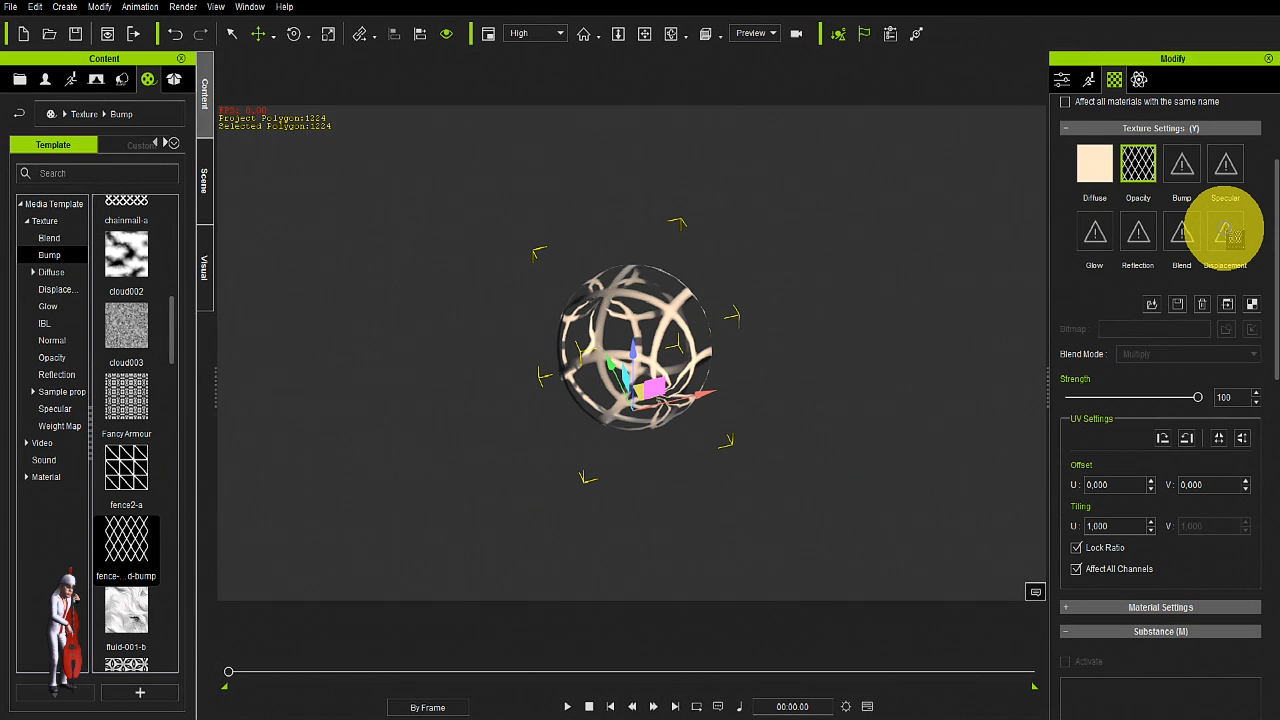 File Edit Create Modify Animation Render View Window Help
High
Preview
Content
Modify
Texture ▸ Bump
Template
Custom
Search
Media Template
Texture
Blend
Bump
Diffuse
Displace...
Glow
IBL
Normal
Opacity
Reflection
Sample prop
Specular
Weight Map
Video
Sound
Material
chainmail-a
cloud002
cloud003
FancyArmour
fence2-a
fence-...d-bump
fluid-001-b
Content
Scene
Visual
FPS: 0.00
Project Polygon:1224
Selected Polygon:1224
By Frame
00:00.00
Affect all materials with the same name
Texture Settings (Y)
Diffuse Opacity Bump Specular
Glow Reflection Blend Displacement
Bitmap :
Blend Mode : Multiply
Strength
100
UV Settings
Offset
U : 0,000 V : 0,000
Tiling
U : 1,000 V : 1,000
Lock Ratio
Affect All Channels
Material Settings
Substance (M)
Activate